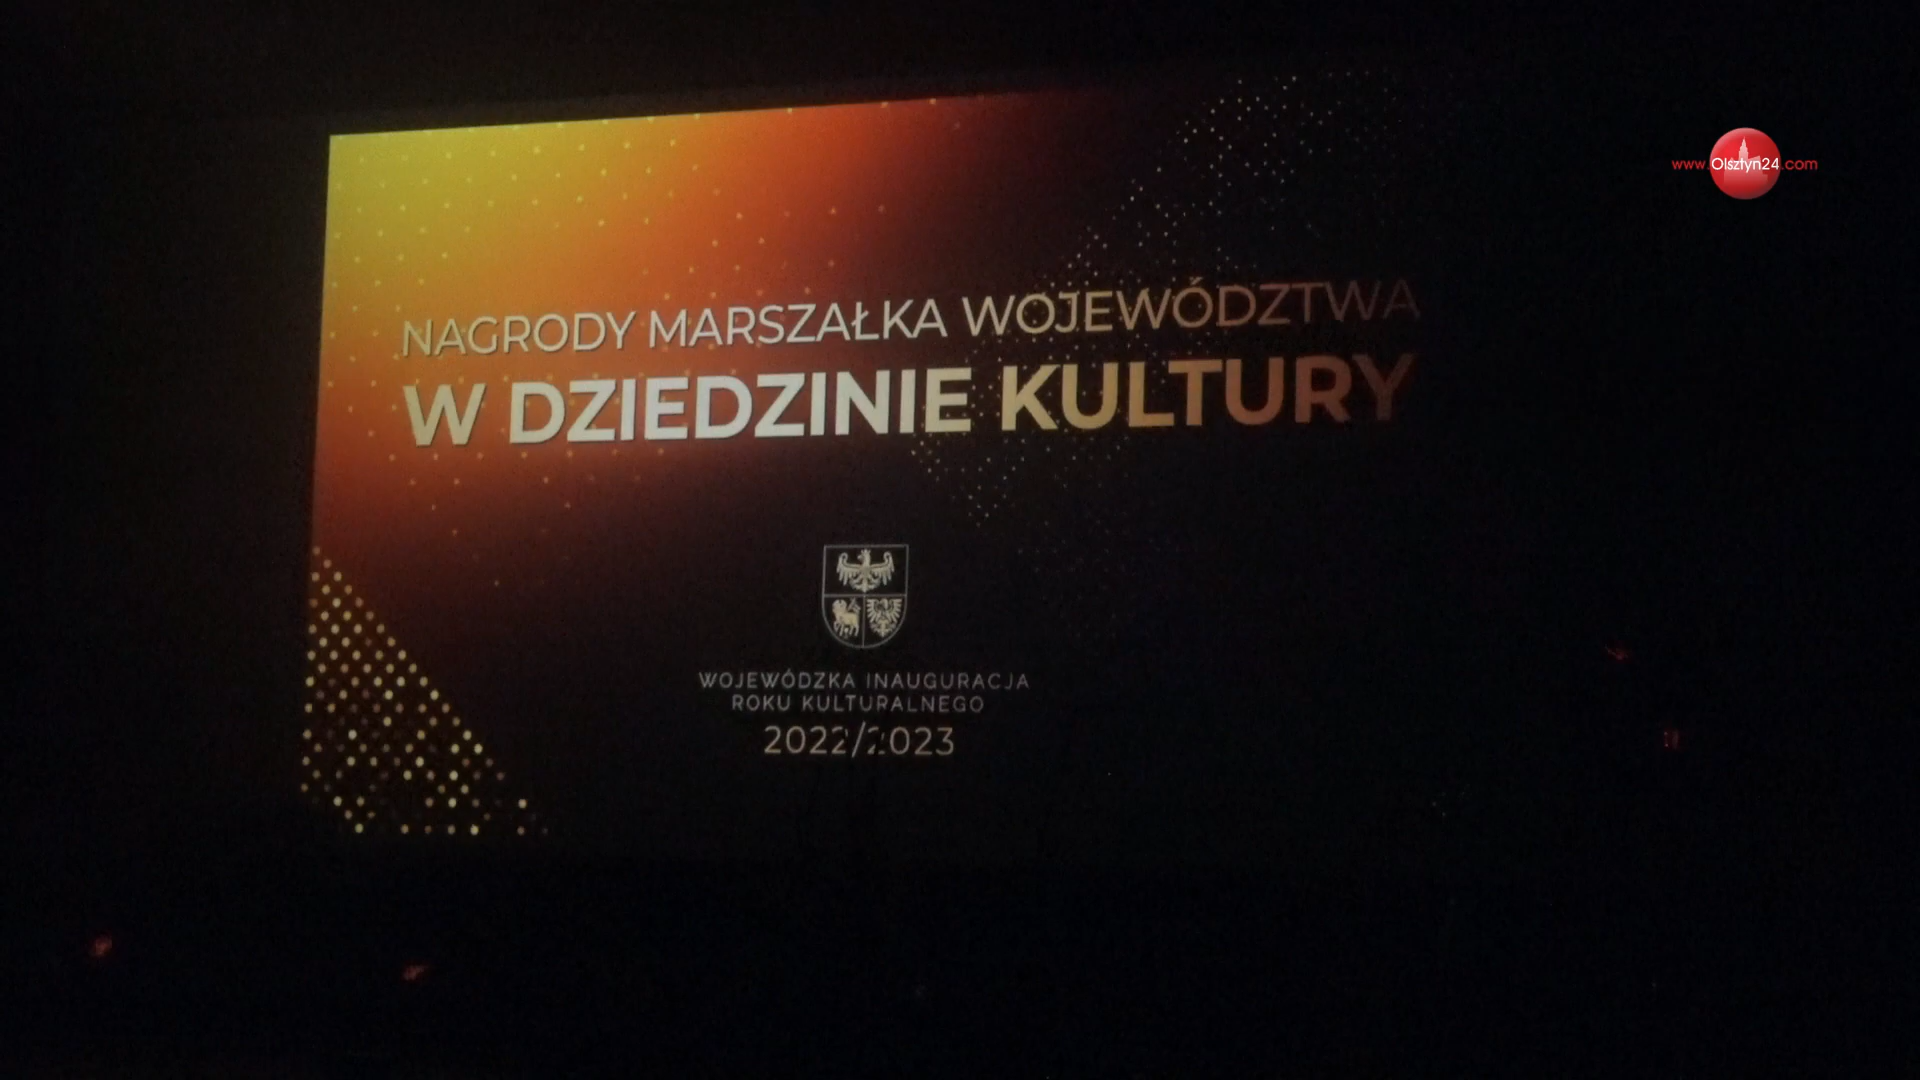 www.Olsztyn24.com
NAGRODY MARSZAŁKA WOJEWÓDZTWA
W DZIEDZINIE KULTURY
WOJEWÓDZKA INAUGURACJA
ROKU KULTURALNEGO
2022/2023